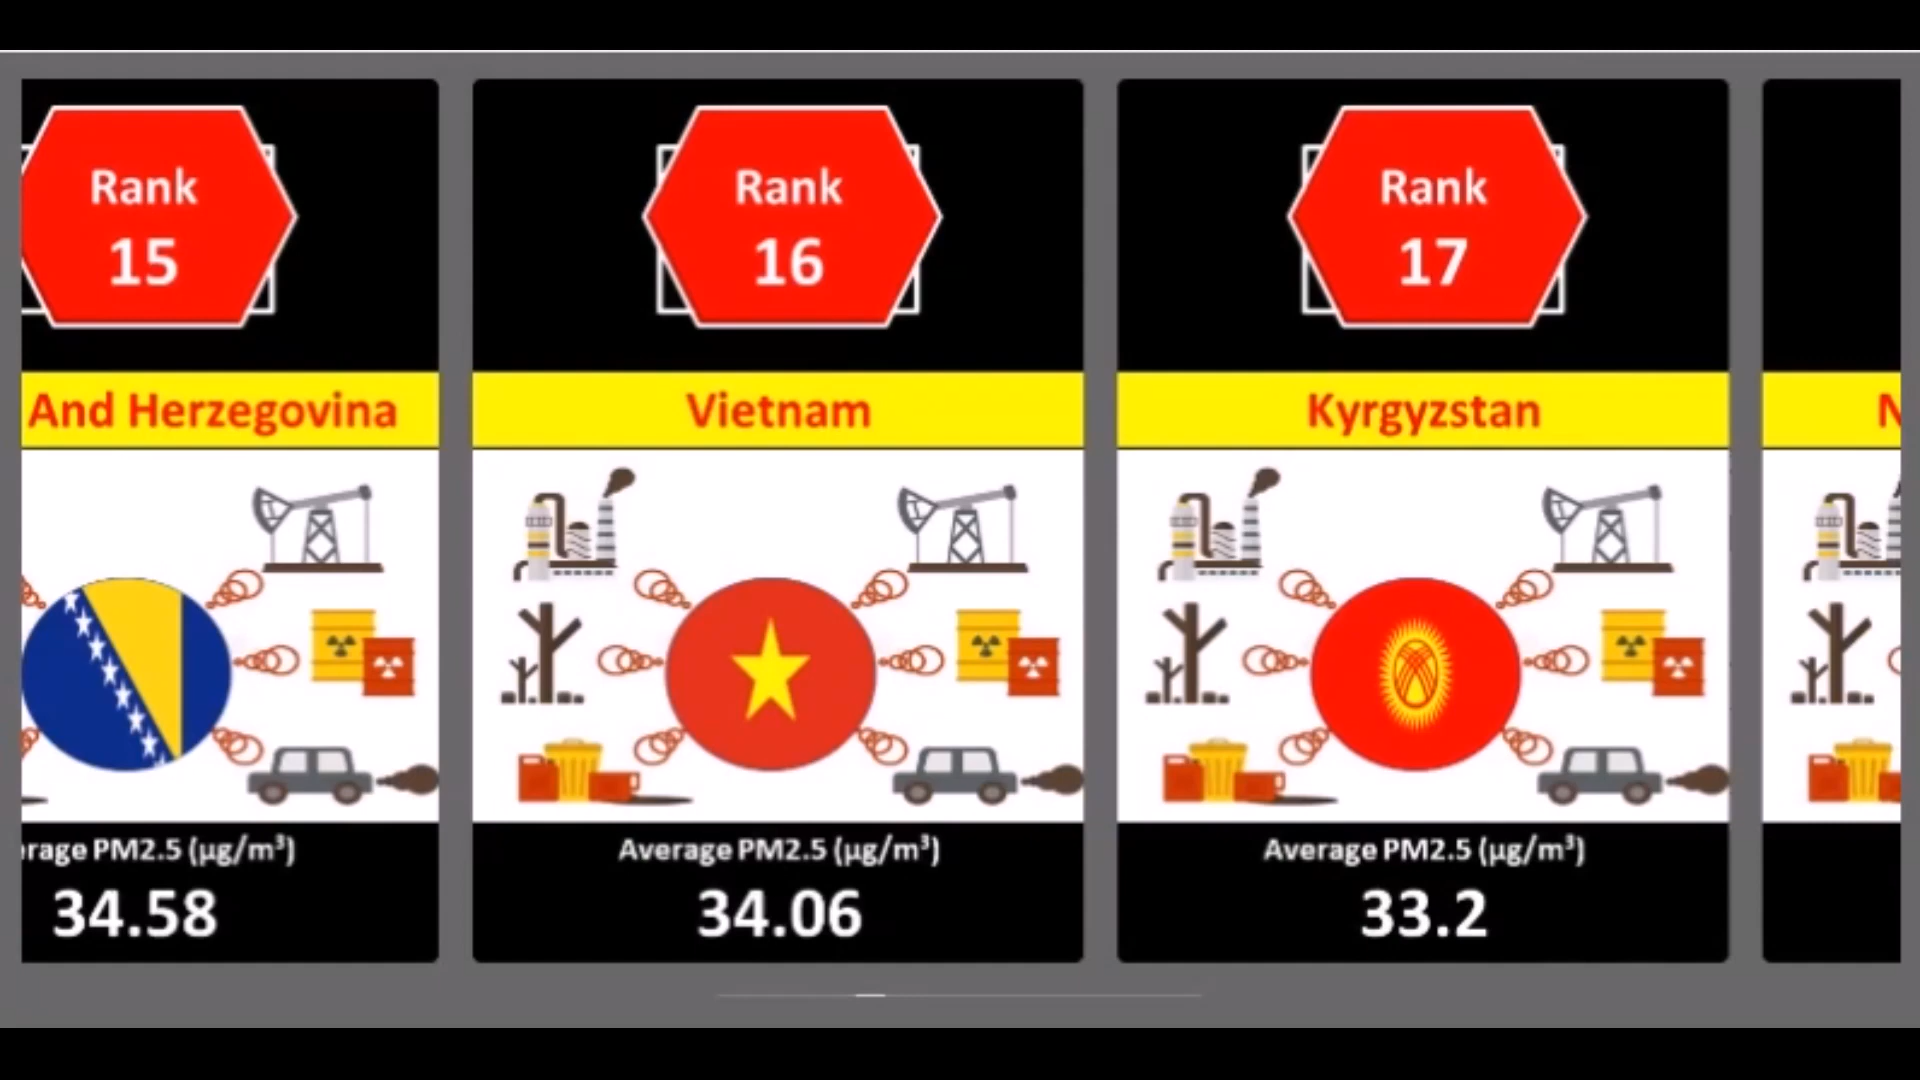 Rank
15
And Herzegovina
PM2.5 (µg/m³)
34.58
Rank
16
Vietnam
Average PM2.5 (µg/m³)
34.06
Rank
17
Kyrgyzstan
Average PM2.5 (µg/m³)
33.2